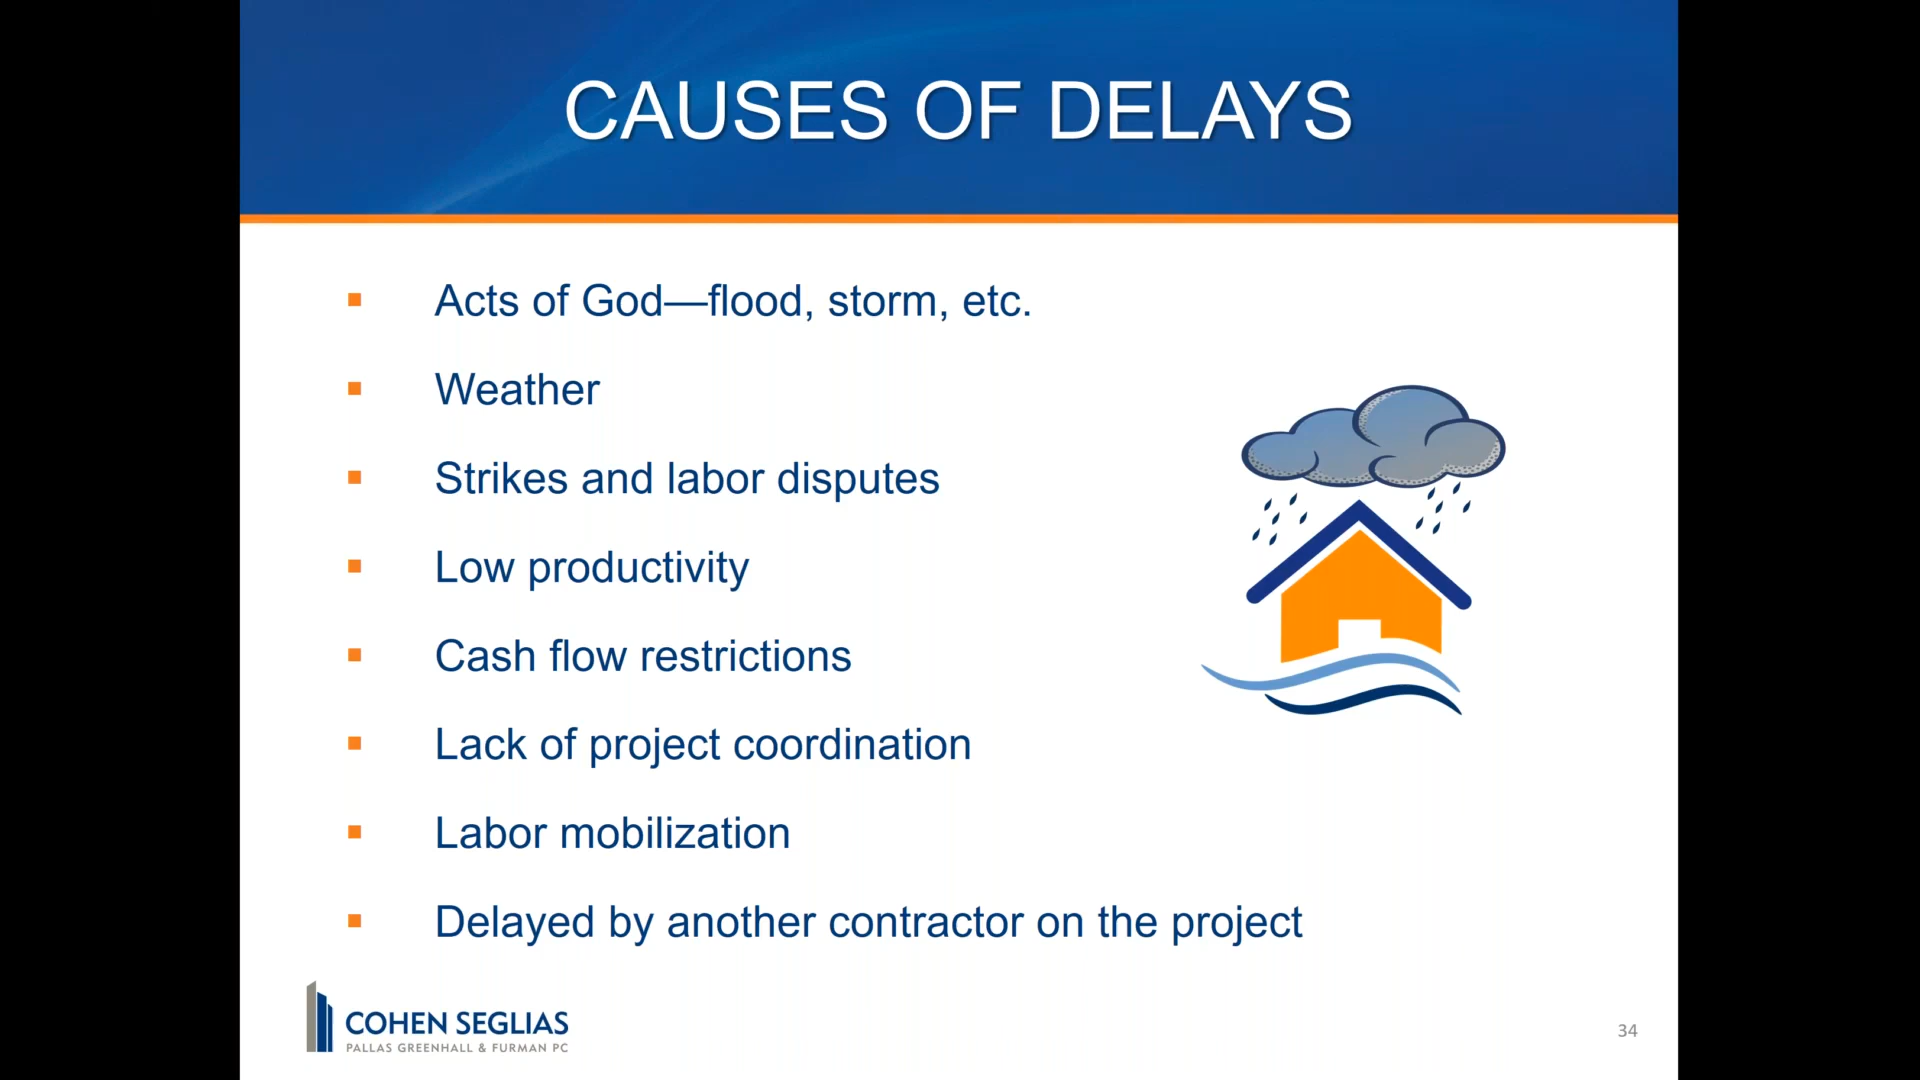 CAUSES OF DELAYS
Acts of God—flood, storm, etc.
Weather
Strikes and labor disputes
Low productivity
Cash flow restrictions
Lack of project coordination
Labor mobilization
Delayed by another contractor on the project
COHEN SEGLIAS
PALLAS GREENHALL & FURMAN PC
34